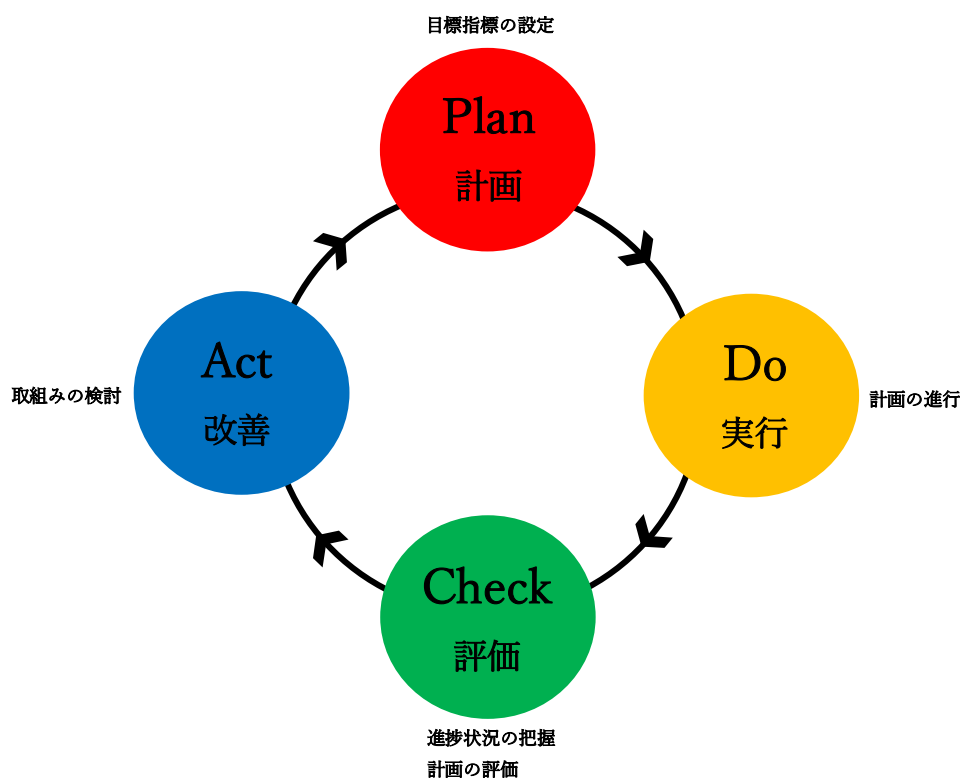 目標指標の設定
Plan
計画
Do
実行
計画の進行
Check
評価
進捗状況の把握
計画の評価
Act
改善
取組みの検討